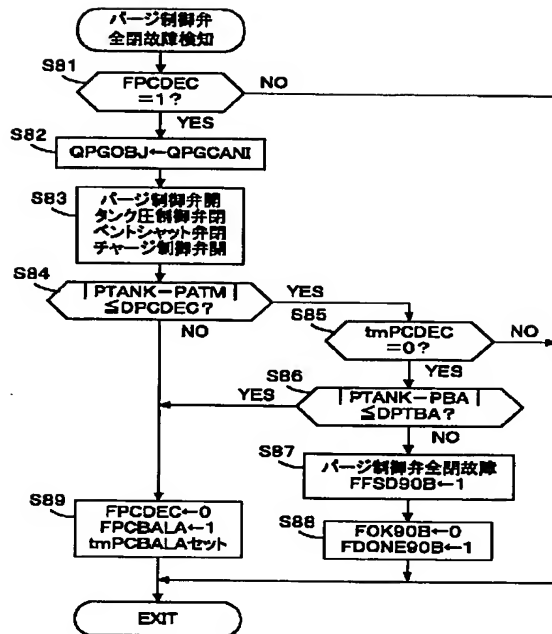 パージ制御弁
全閉故障検知
S81
FPCDEC
=1?
NO
YES
S82
QPGOBJ←QPGCANII
S83
パージ制御弁開
タンク圧制御弁閉
ベントシャット弁閉
チャージ制御弁開
S84
|PTANK-PATM|
≦DPCDEC?
YES
NO
S85
tmPCDEC
=0?
NO
YES
S86
|PTANK-PBA|
≦DPTBA?
YES
NO
S87
パージ制御弁全閉故障
FFSD90B←1
S88
FOK90B←0
FDONE90B←1
S89
FPCDEC←0
FPCBALA←1
tmPCBALAセット
EXIT